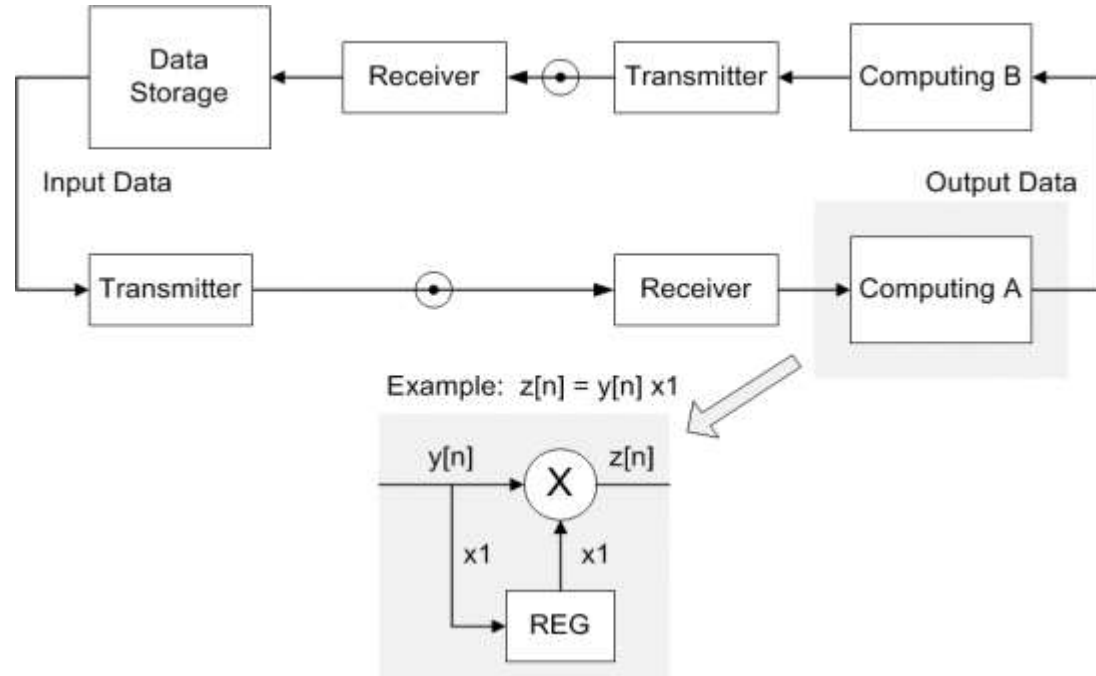 Data
Storage
Receiver
Transmitter
Computing B
Input Data
Output Data
Transmitter
Receiver
Computing A
Example:  z[n] = y[n] x1
y[n]
X
z[n]
x1
x1
REG